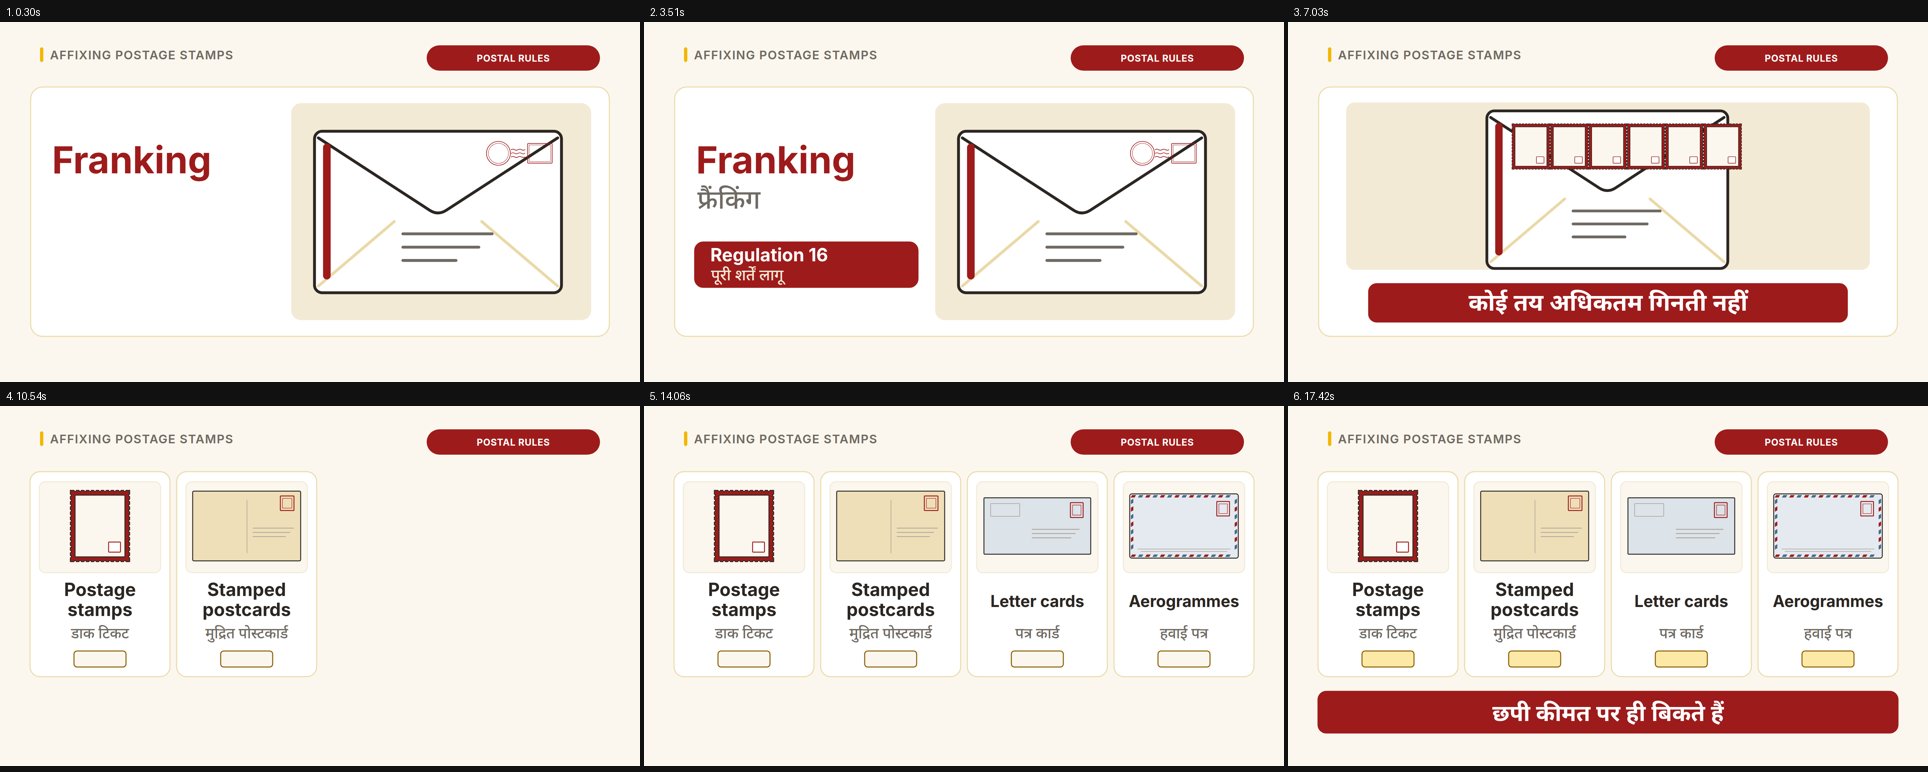 1. 0.30s
AFFIXING POSTAGE STAMPS
POSTAL RULES
Franking
2. 3.51s
AFFIXING POSTAGE STAMPS
POSTAL RULES
Franking
फ्रैंकिंग
Regulation 16
पूरी शर्तें लागू
3. 7.03s
AFFIXING POSTAGE STAMPS
POSTAL RULES
कोई तय अधिकतम गिनती नहीं
4. 10.54s
AFFIXING POSTAGE STAMPS
POSTAL RULES
Postage
stamps
डाक टिकट
Stamped
postcards
मुद्रित पोस्टकार्ड
5. 14.06s
AFFIXING POSTAGE STAMPS
POSTAL RULES
Postage
stamps
डाक टिकट
Stamped
postcards
मुद्रित पोस्टकार्ड
Letter cards
पत्र कार्ड
Aerogrammes
हवाई पत्र
6. 17.42s
AFFIXING POSTAGE STAMPS
POSTAL RULES
Postage
stamps
डाक टिकट
Stamped
postcards
मुद्रित पोस्टकार्ड
Letter cards
पत्र कार्ड
Aerogrammes
हवाई पत्र
छपी कीमत पर ही बिकते हैं